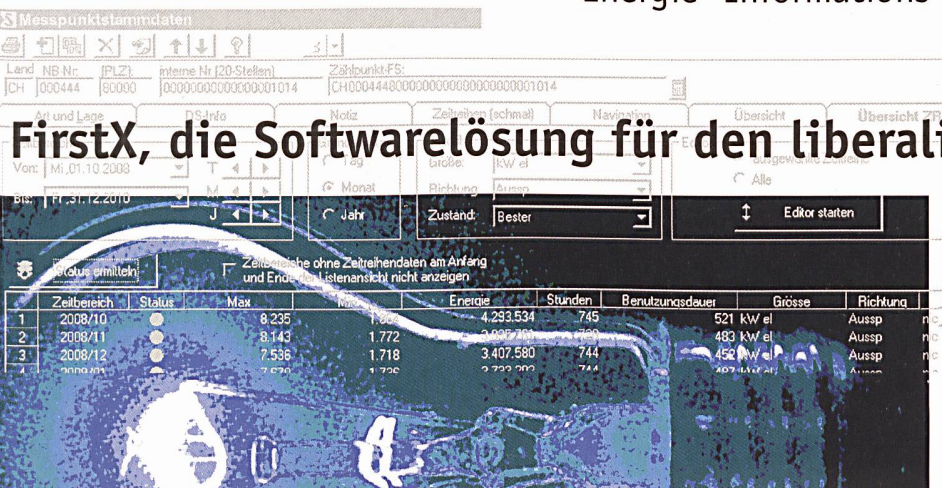 Energie-Informations
Messpunktstammdaten
Land NB-Nr. (PLZ): interne Nr (20-Stellen) Zählpunkt-FS:
CH 000444 80000 00000000000000001014 CH0004448000000000000000000001014
Art und Lage DS-Info Notiz Zeitreihen (schmal) Navigation Übersicht Übersicht ZP
FirstX, die Softwarelösung für den liberali
Von: Mi,01.10.2008 T Tag Größe: kW el ausgewählte Zeitreihe
M Monat Richtung: Aussp Alle
Bis: Fr,31.12.2010 J Jahr Zustand: Bester Editor starten
Status ermitteln Zeitbereiche ohne Zeitreihendaten am Anfang
und Ende der Listenansicht nicht anzeigen
Zeitbereich Status Max Energie Stunden Benutzungsdauer Grösse Richtung
1 2008/10 8.235 4.293.534 745 521 kW el Aussp
2 2008/11 8.143 1.772 483 kW el Aussp
3 2008/12 7.536 1.718 3.407.580 744 452 kW el Aussp
2009/01 744